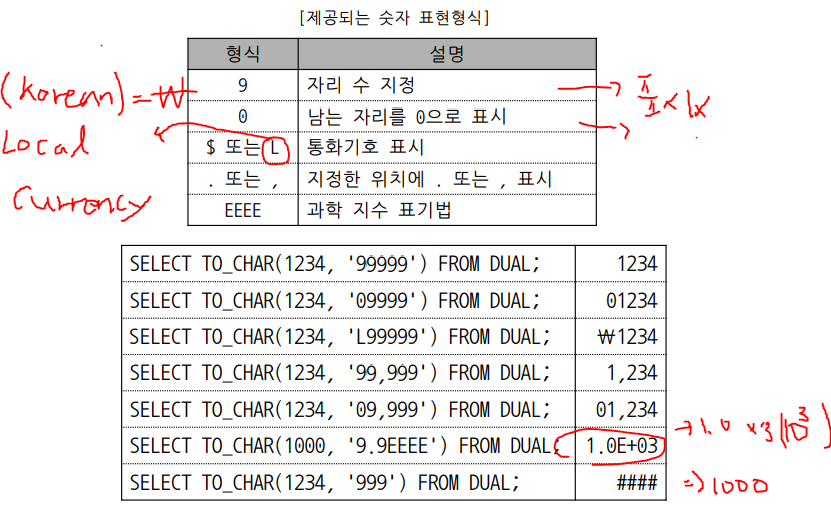 [제공되는 숫자 표현형식]
형식 설명
9 자리 수 지정
0 남는 자리를 0으로 표시
$ 또는 L 통화기호 표시
. 또는 , 지정한 위치에 . 또는 , 표시
EEEE 과학 지수 표기법
(Korean) = ₩
Local
Currency
SELECT TO_CHAR(1234, '99999') FROM DUAL; 1234
SELECT TO_CHAR(1234, '09999') FROM DUAL; 01234
SELECT TO_CHAR(1234, 'L99999') FROM DUAL; ₩1234
SELECT TO_CHAR(1234, '99,999') FROM DUAL; 1,234
SELECT TO_CHAR(1234, '09,999') FROM DUAL; 01,234
SELECT TO_CHAR(1000, '9.9EEEE') FROM DUAL; 1.0E+03
→ 1.0 × 3(10³)
SELECT TO_CHAR(1234, '999') FROM DUAL; ####
⇒ 1000